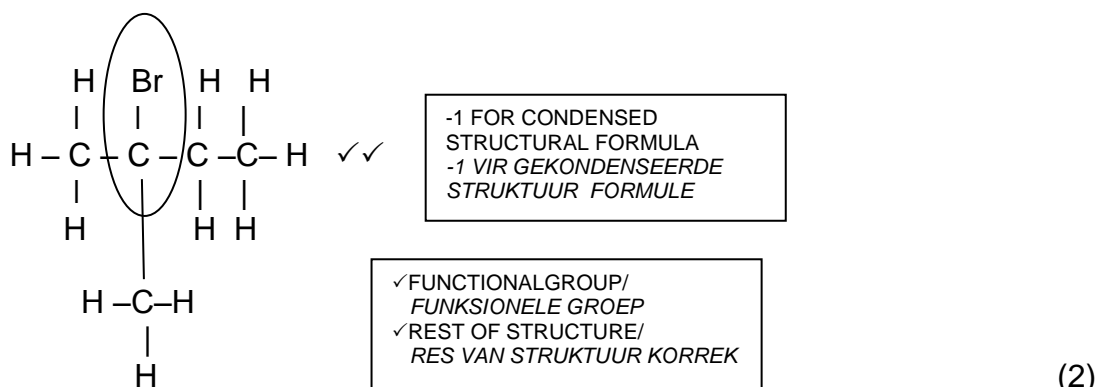 H Br H H
H – C – C – C – C – H ✓✓
H H H
H –C–H
H
-1 FOR CONDENSED
STRUCTURAL FORMULA
-1 VIR GEKONDENSEERDE
STRUKTUUR FORMULE
✓FUNCTIONALGROUP/
FUNKSIONELE GROEP
✓REST OF STRUCTURE/
RES VAN STRUKTUUR KORREK
(2)